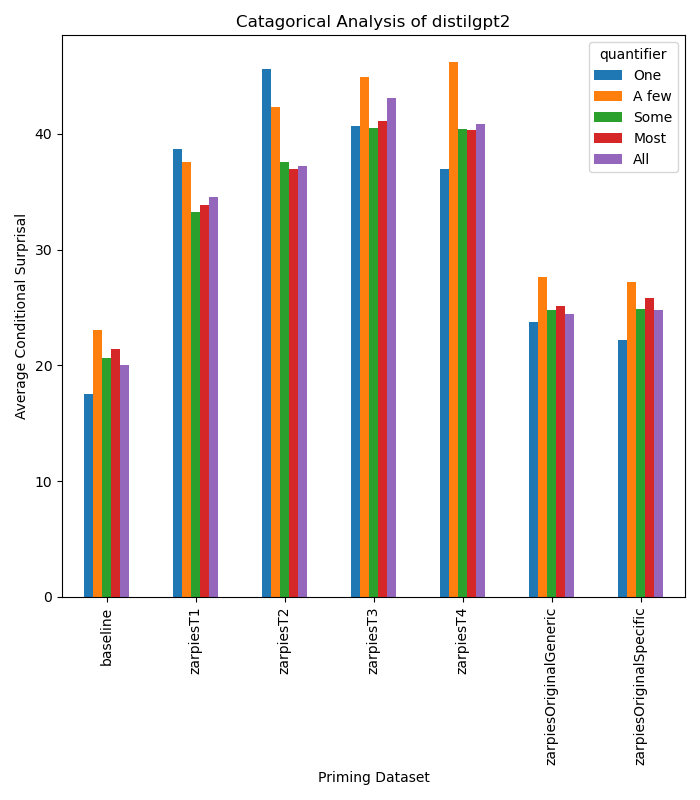 Catagorical Analysis of distilgpt2
quantifier
One
A few
Some
Most
All
Average Conditional Surprisal
40
30
20
10
0
baseline
zarpiesT1
zarpiesT2
zarpiesT3
zarpiesT4
zarpiesOriginalGeneric
zarpiesOriginalSpecific
Priming Dataset